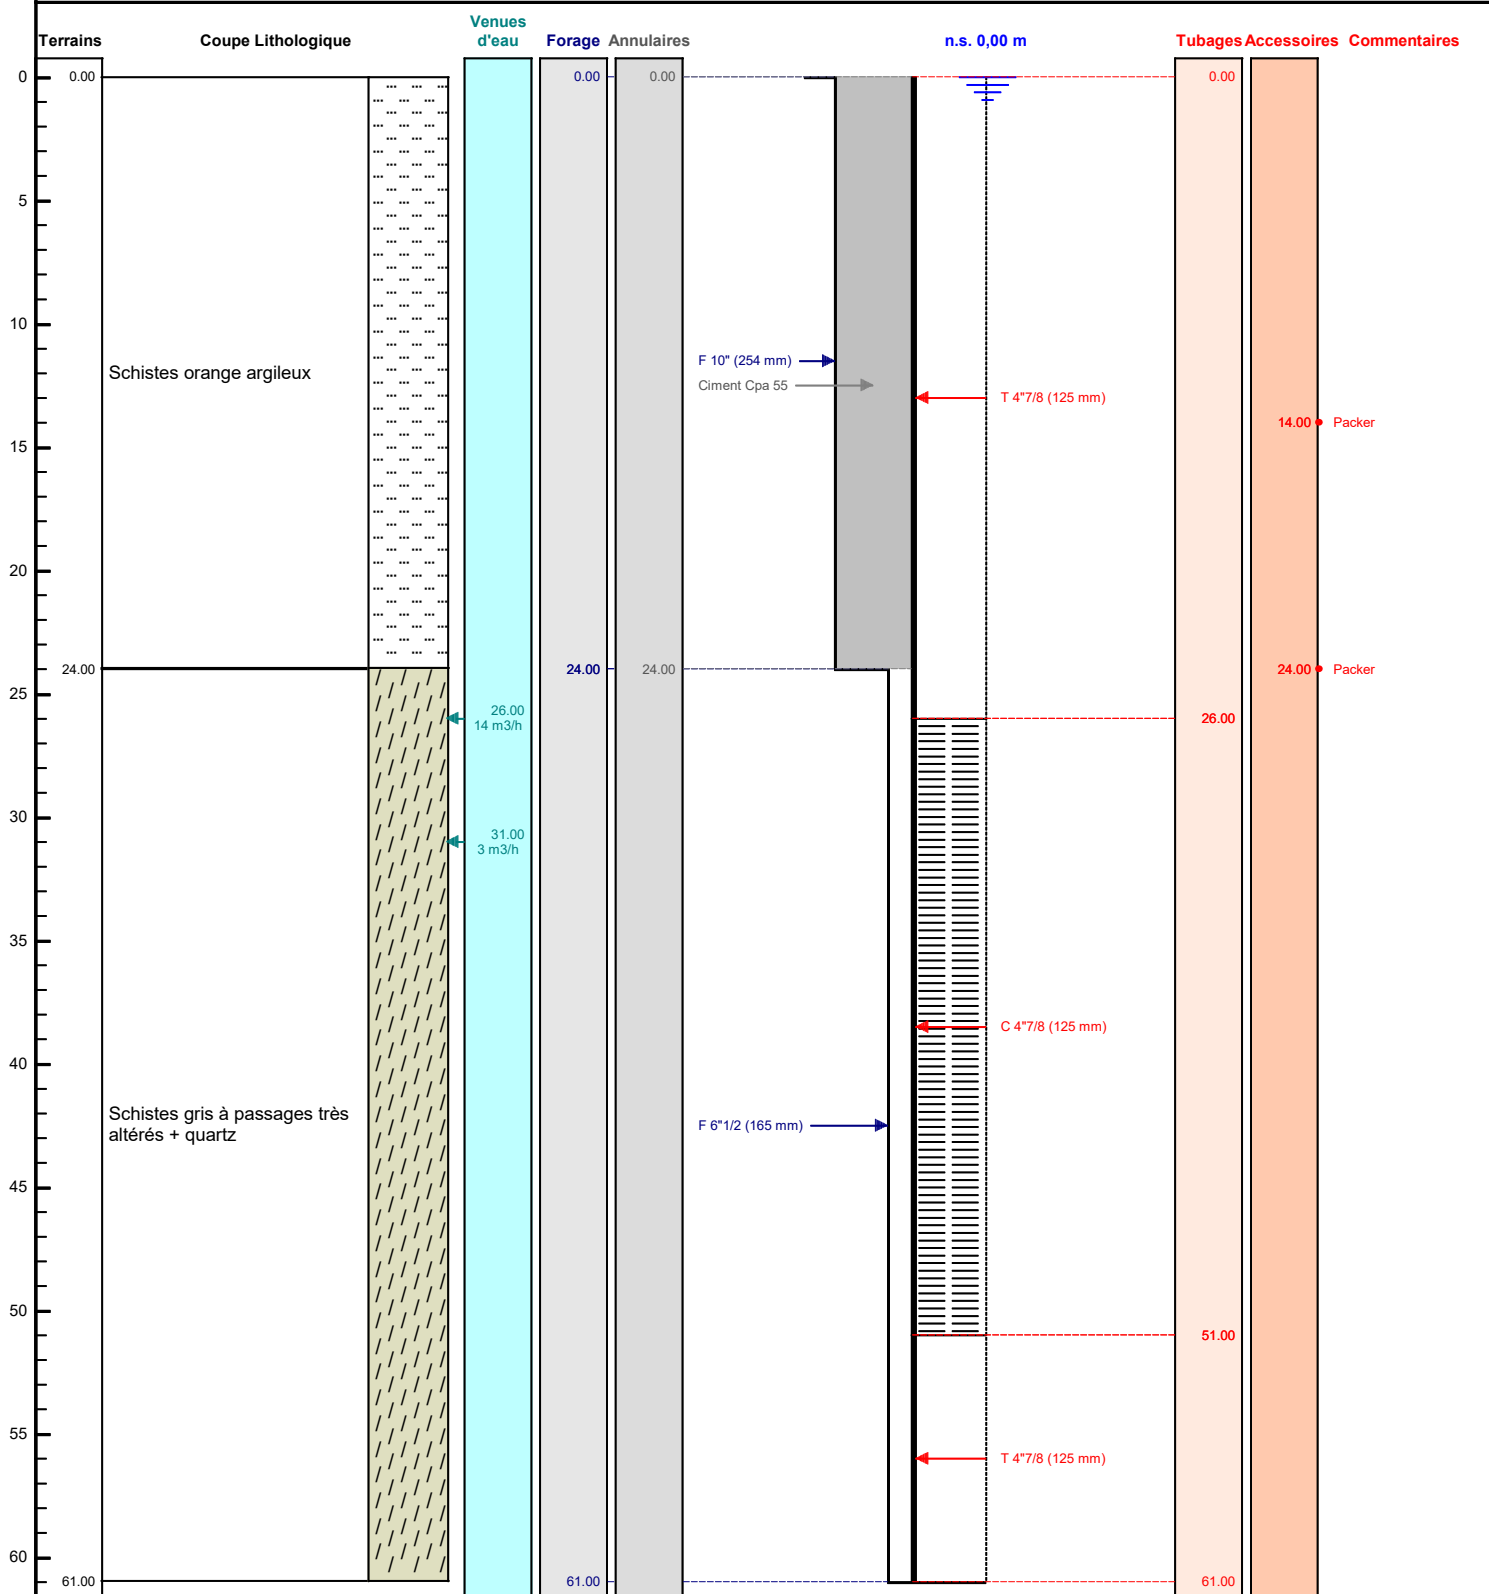 Terrains
Coupe Lithologique
Venues
d'eau
Forage
Annulaires
n.s. 0,00 m
Tubages
Accessoires
Commentaires
0
0.00
0.00
0.00
0.00
5
10
F 10" (254 mm)
Schistes orange argileux
Ciment Cpa 55
T 4"7/8 (125 mm)
14.00
Packer
15
20
24.00
24.00
24.00
24.00
Packer
25
26.00
14 m3/h
26.00
30
31.00
3 m3/h
35
C 4"7/8 (125 mm)
40
Schistes gris à passages très
altérés + quartz
F 6"1/2 (165 mm)
45
50
51.00
55
T 4"7/8 (125 mm)
60
61.00
61.00
61.00